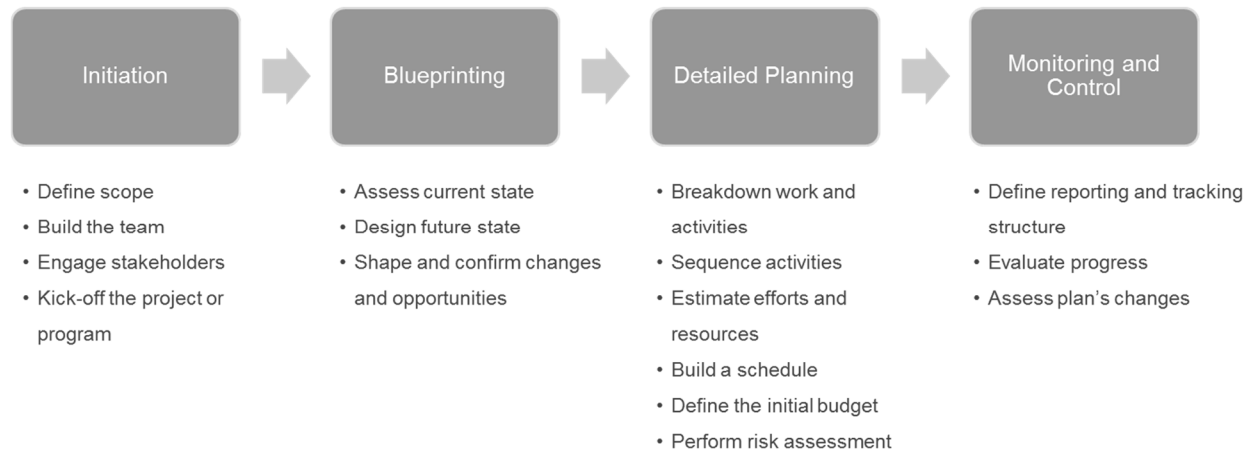 Initiation
Blueprinting
Detailed Planning
Monitoring and
Control
• Define scope
• Build the team
• Engage stakeholders
• Kick-off the project or
program
• Assess current state
• Design future state
• Shape and confirm changes
and opportunities
• Breakdown work and
activities
• Sequence activities
• Estimate efforts and
resources
• Build a schedule
• Define the initial budget
• Perform risk assessment
• Define reporting and tracking
structure
• Evaluate progress
• Assess plan’s changes